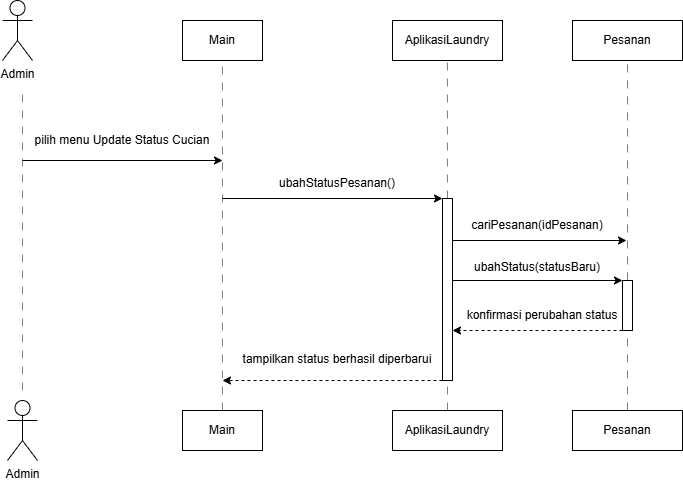 Main
AplikasiLaundry
Pesanan
Admin
pilih menu Update Status Cucian
ubahStatusPesanan()
cariPesanan(idPesanan)
ubahStatus(statusBaru)
konfirmasi perubahan status
tampilkan status berhasil diperbarui
Main
AplikasiLaundry
Pesanan
Admin